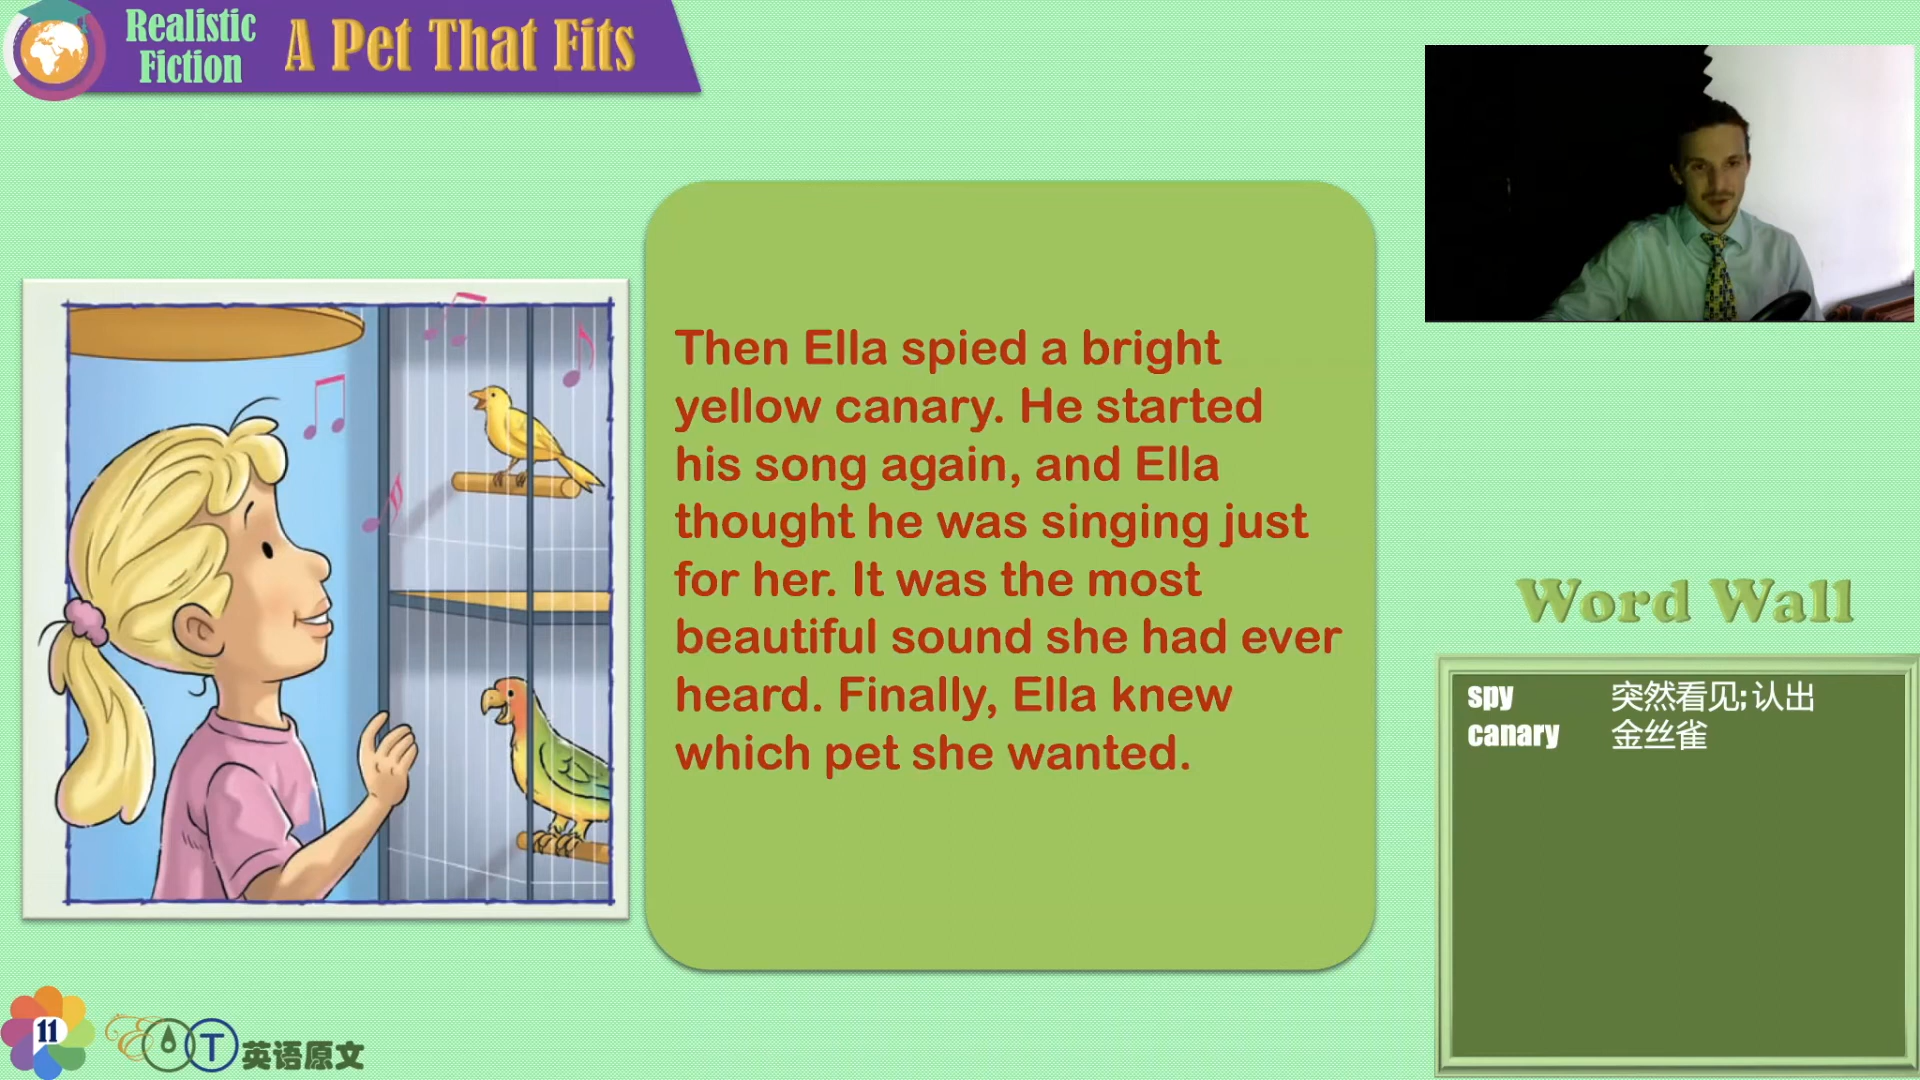 Realistic
Fiction
A Pet That Fits
Then Ella spied a bright
yellow canary. He started
his song again, and Ella
thought he was singing just
for her. It was the most
beautiful sound she had ever
heard. Finally, Ella knew
which pet she wanted.
Word Wall
spy 突然看见;认出
canary 金丝雀
11
E T 英语原文